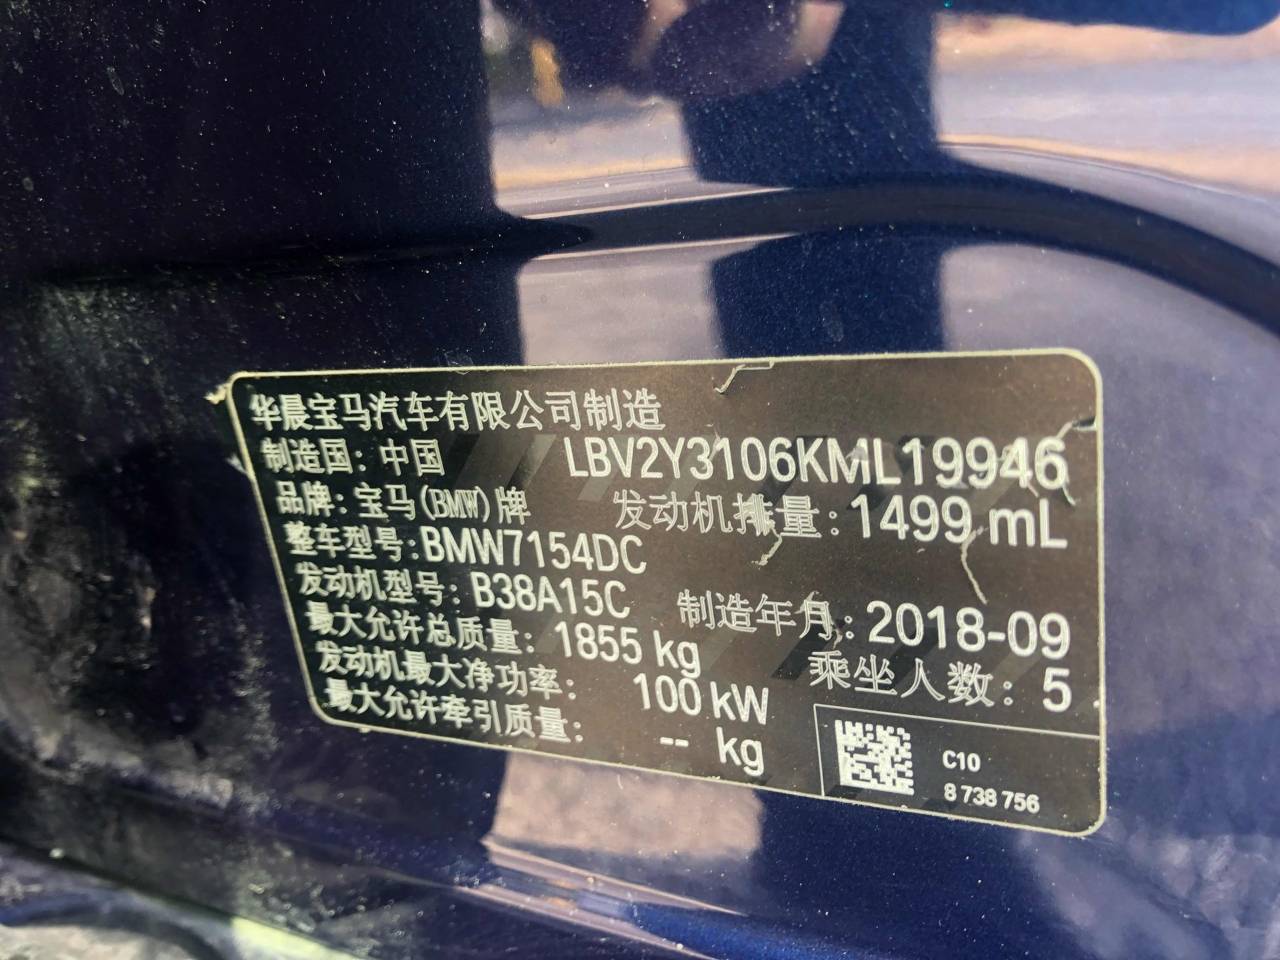 华晨宝马汽车有限公司制造
制造国：中国 LBV2Y3106KML19946
品牌：宝马(BMW)牌 发动机排量：1499 mL
整车型号：BMW7154DC
发动机型号：B38A15C 制造年月：2018-09
最大允许总质量：1855 kg 乘坐人数：5
发动机最大净功率：100 kW
最大允许牵引质量：-- kg
C10
8 738 756